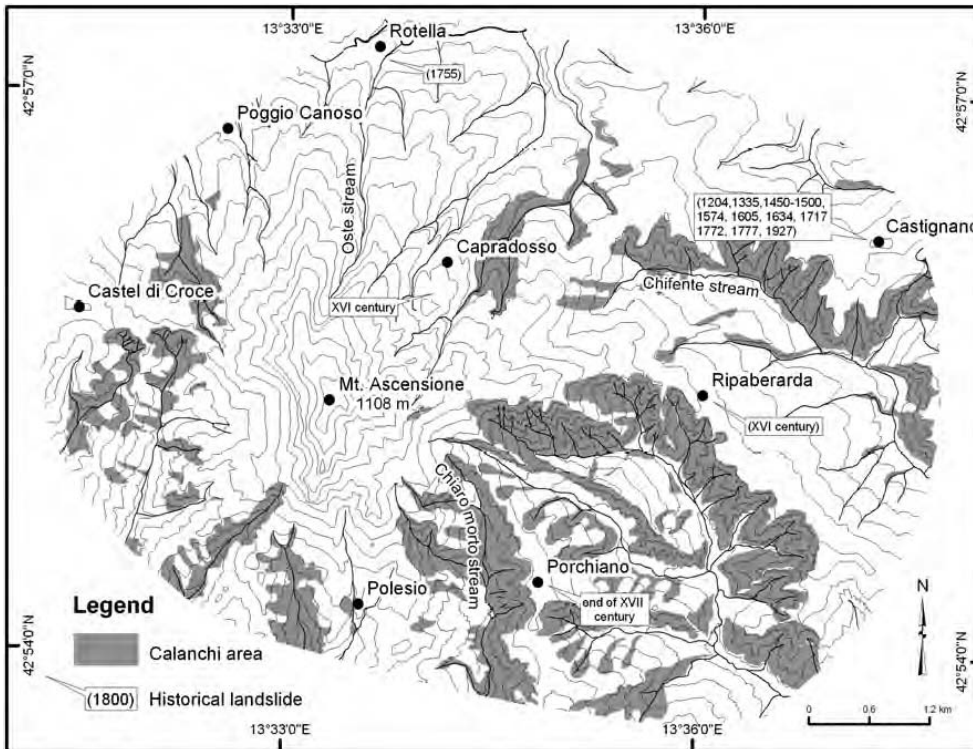 13°33'0"E
13°36'0"E
Rotella
(1755)
42°57'0"N
42°57'0"N
Poggio Canoso
Oste stream
(1204,1335,1450-1500,
1574, 1605, 1634, 1717
1772, 1777, 1927)
Castignano
Capradosso
Chifente stream
Castel di Croce
XVI century
Mt. Ascensione
1108 m
Ripaberarda
(XVI century)
Chiaro morto stream
Porchiano
end of XVII
century
Polesio
N
Legend
Calanchi area
(1800)
Historical landslide
42°54'0"N
42°54'0"N
0 0.6 1.2 km
13°33'0"E
13°36'0"E